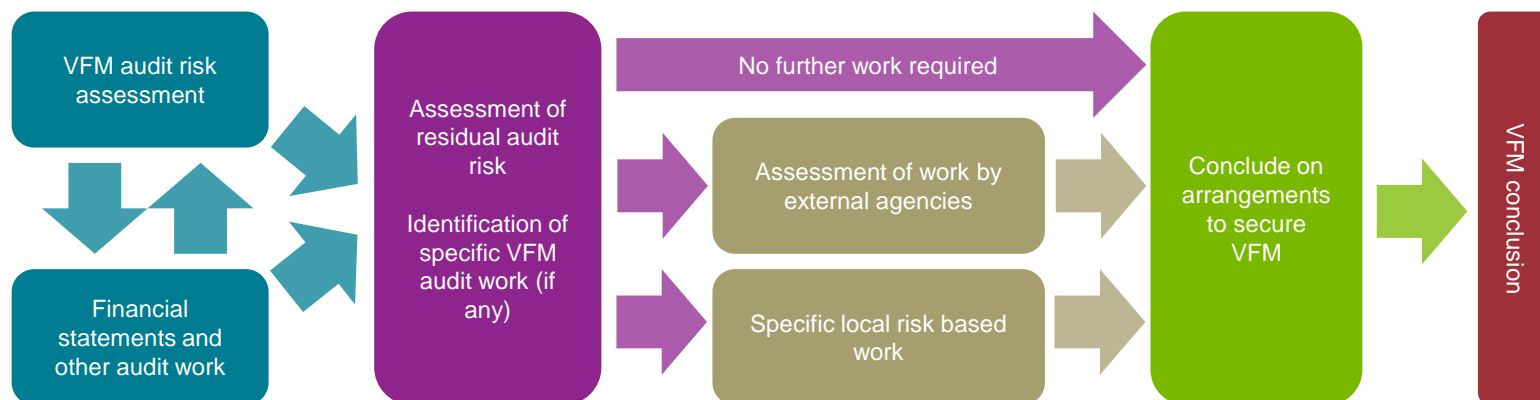 VFM audit risk
assessment
Financial
statements and
other audit work
Assessment of
residual audit
risk
Identification of
specific VFM
audit work (if
any)
No further work required
Assessment of work by
external agencies
Specific local risk based
work
Conclude on
arrangements
to secure
VFM
VFM conclusion